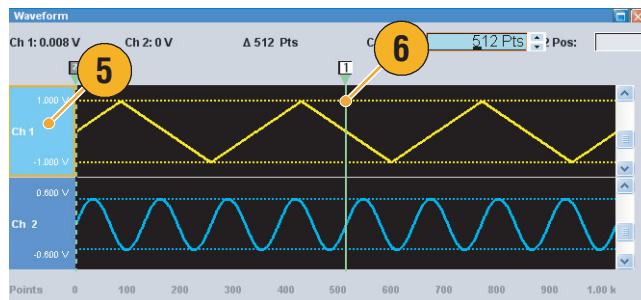 Waveform
Ch 1: 0.008 V Ch 2: 0 V Δ 512 Pts C 512 Pts 2 Pos:
5 6
1
1.000 V
Ch 1
-1.000 V
0.600 V
Ch 2
-0.600 V
Points 0 100 200 300 400 500 600 700 800 900 1.00 k